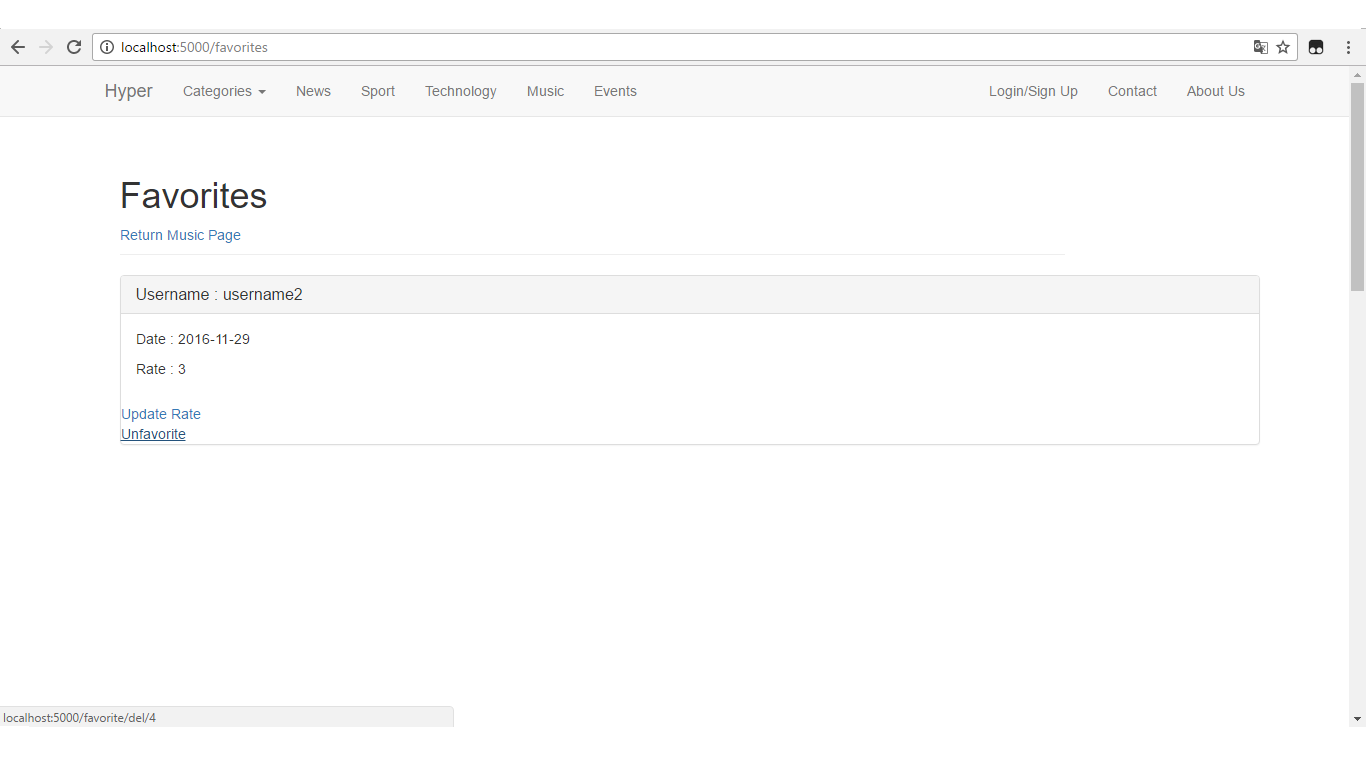 localhost:5000/favorites
Hyper Categories News Sport Technology Music Events Login/Sign Up Contact About Us
Favorites
Return Music Page
Username : username2
Date : 2016-11-29
Rate : 3
Update Rate
Unfavorite
localhost:5000/favorite/del/4